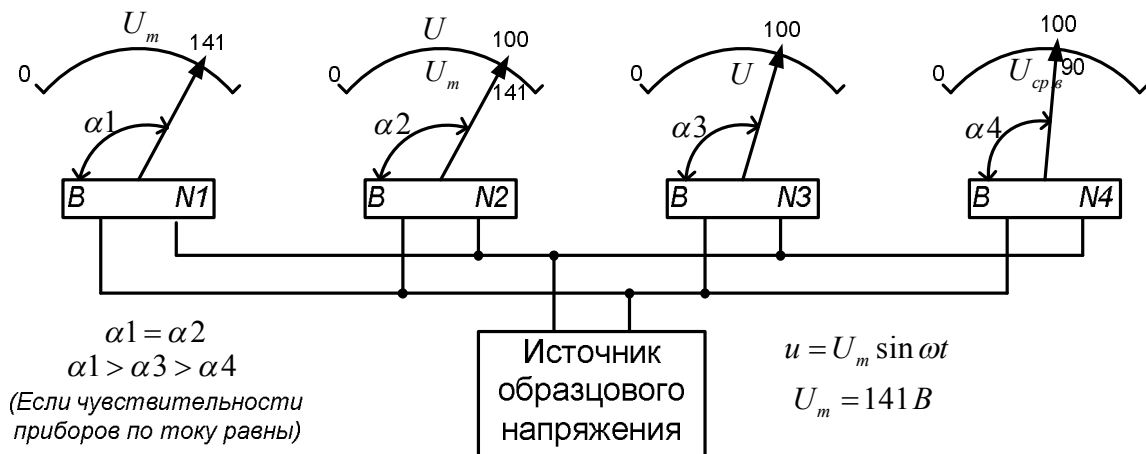 0 U_m 141
0 U 100
U_m 141
0 100
U
0 100
U_ср.в 90
α1 α2 α3 α4
В N1 В N2 В N3 В N4
α1 = α2
α1 > α3 > α4
(Если чувствительности
приборов по току равны)
Источник
образцового
напряжения
u = U_m sin ωt
U_m = 141В